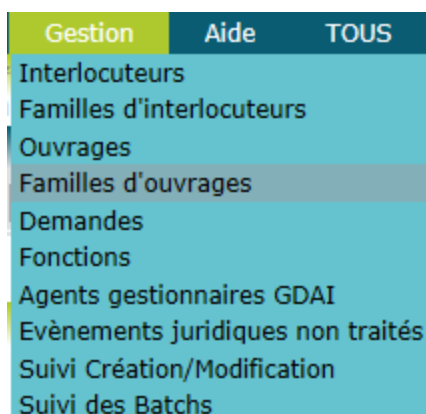 Gestion Aide TOUS
Interlocuteurs
Familles d'interlocuteurs
Ouvrages
Familles d'ouvrages
Demandes
Fonctions
Agents gestionnaires GDAI
Evènements juridiques non traités
Suivi Création/Modification
Suivi des Batchs